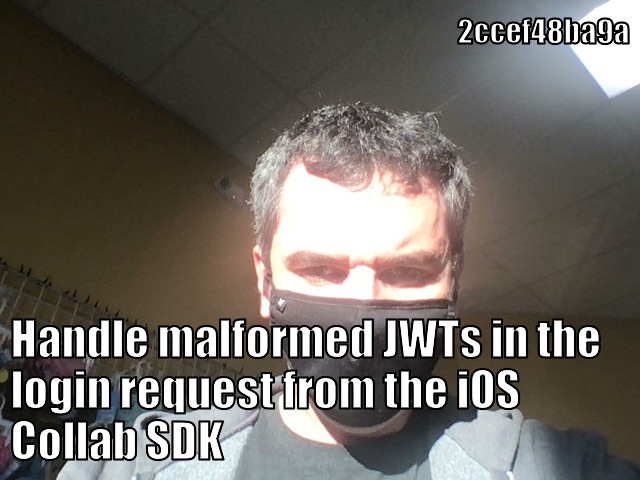 2ccef48ba9a
Handle malformed JWTs in the
login request from the iOS
Collab SDK